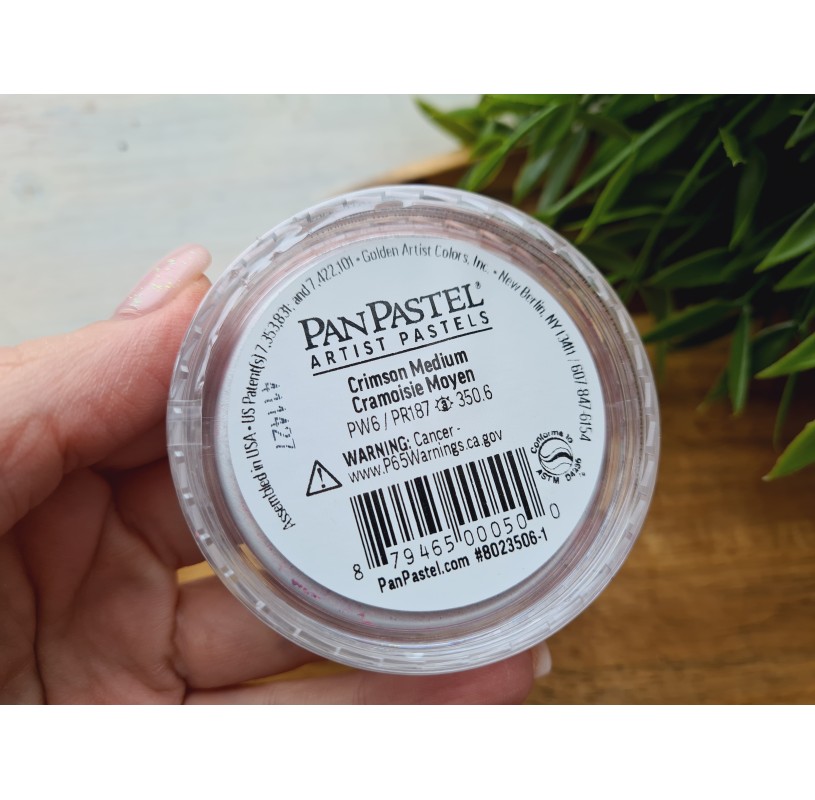 Assembled in USA • US Patent(s) 7,353,831; and 7,422,101 • Golden Artist Colors, Inc. • New Berlin, NY 13411 / 607 847-6154
PANPASTEL®
ARTIST PASTELS
Crimson Medium
Cramoisie Moyen
PW6 / PR187 350.6
WARNING: Cancer -
www.P65Warnings.ca.gov
8 79465 00050 0
PanPastel.com #8023506-1
Conforms to
ASTM D4236